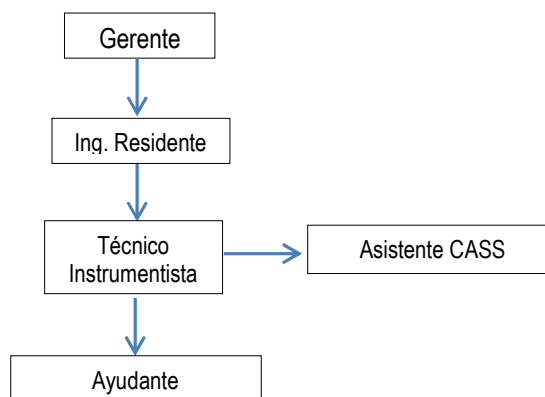 Gerente
Ing. Residente
Técnico
Instrumentista
Asistente CASS
Ayudante